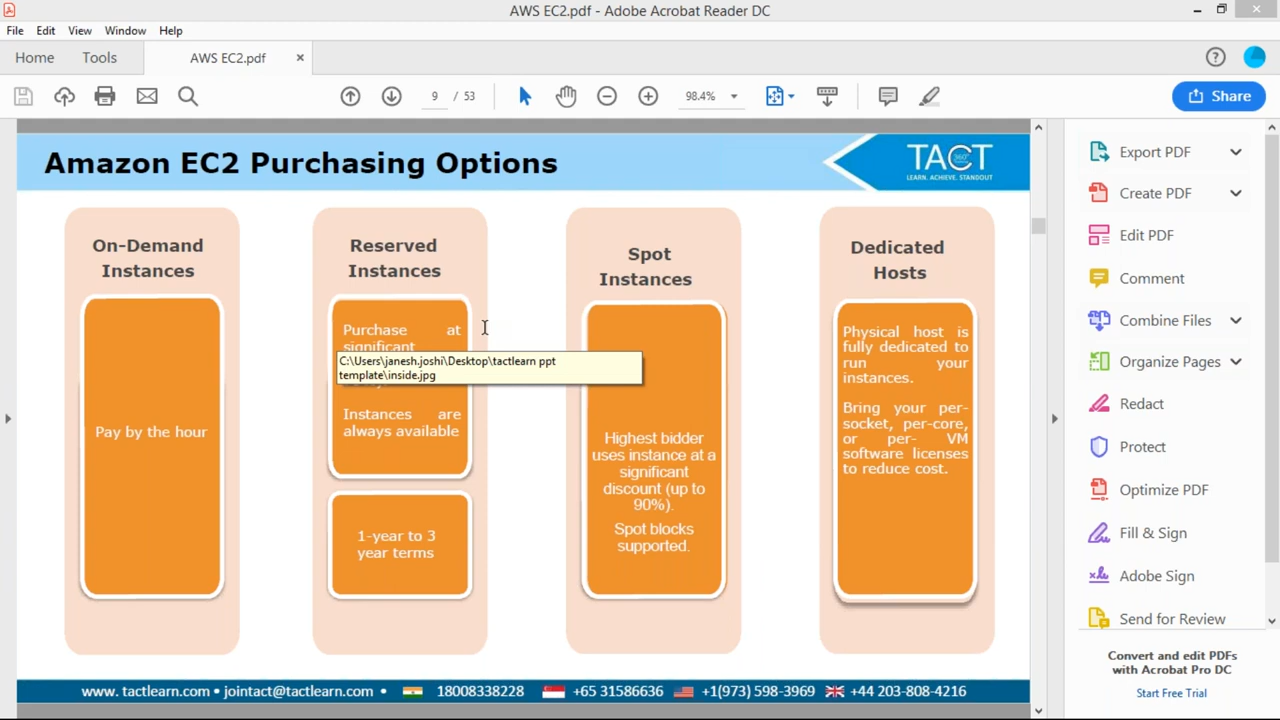 AWS EC2.pdf - Adobe Acrobat Reader DC
File Edit View Window Help
Home Tools AWS EC2.pdf ×
9 / 53 98.4% Share
Amazon EC2 Purchasing Options
TACT
360°
LEARN. ACHIEVE. STANDOUT
On-Demand
Instances
Pay by the hour
Reserved
Instances
Purchase at
significant
C:\Users\janesh.joshi\Desktop\tactlearn ppt
template\inside.jpg
Instances are
always available
1-year to 3
year terms
Spot
Instances
Highest bidder
uses instance at a
significant
discount (up to
90%).
Spot blocks
supported.
Dedicated
Hosts
Physical host is
fully dedicated to
run your
instances.
Bring your per-
socket, per-core,
or per- VM
software licenses
to reduce cost.
www. tactlearn.com • jointact@tactlearn.com • 18008338228 +65 31586636 +1(973) 598-3969 +44 203-808-4216
Export PDF
Create PDF
Edit PDF
Comment
Combine Files
Organize Pages
Redact
Protect
Optimize PDF
Fill & Sign
Adobe Sign
Send for Review
Convert and edit PDFs
with Acrobat Pro DC
Start Free Trial